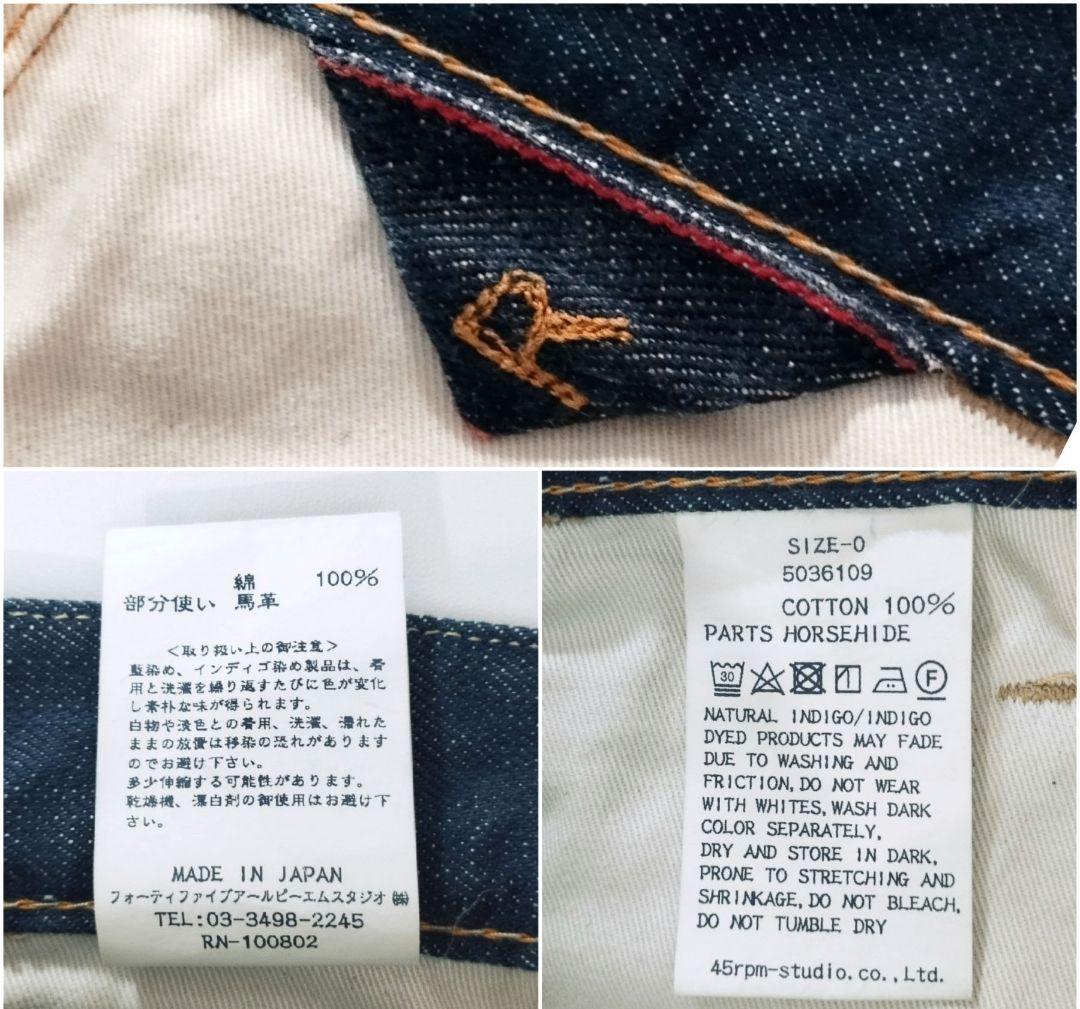 R
綿 100%
部分使い 馬革
<取り扱い上の御注意>
藍染め、インディゴ染め製品は、着
用と洗濯を繰り返すたびに色が変化
し素朴な味が得られます。
白物や淡色との着用、洗濯、濡れた
ままの放置は移染の恐れがあります
のでお避け下さい。
多少伸縮する可能性があります。
乾燥機、漂白剤の御使用はお避け下
さい。
MADE IN JAPAN
フォーティファイブアールピーエムスタジオ㈱
TEL:03-3498-2245
RN-100802
SIZE-0
5036109
COTTON 100%
PARTS HORSEHIDE
30 F
NATURAL INDIGO/INDIGO
DYED PRODUCTS MAY FADE
DUE TO WASHING AND
FRICTION, DO NOT WEAR
WITH WHITES, WASH DARK
COLOR SEPARATELY.
DRY AND STORE IN DARK,
PRONE TO STRETCHING AND
SHRINKAGE, DO NOT BLEACH,
DO NOT TUMBLE DRY
45rpm-studio.co.,Ltd.